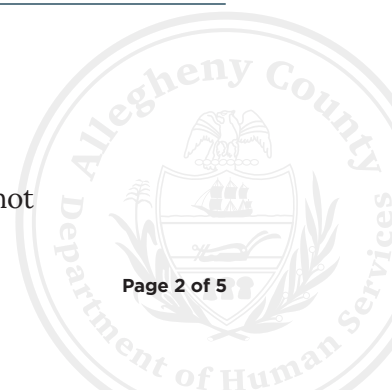 Allegheny County
not
Department of Human Services
Page 2 of 5